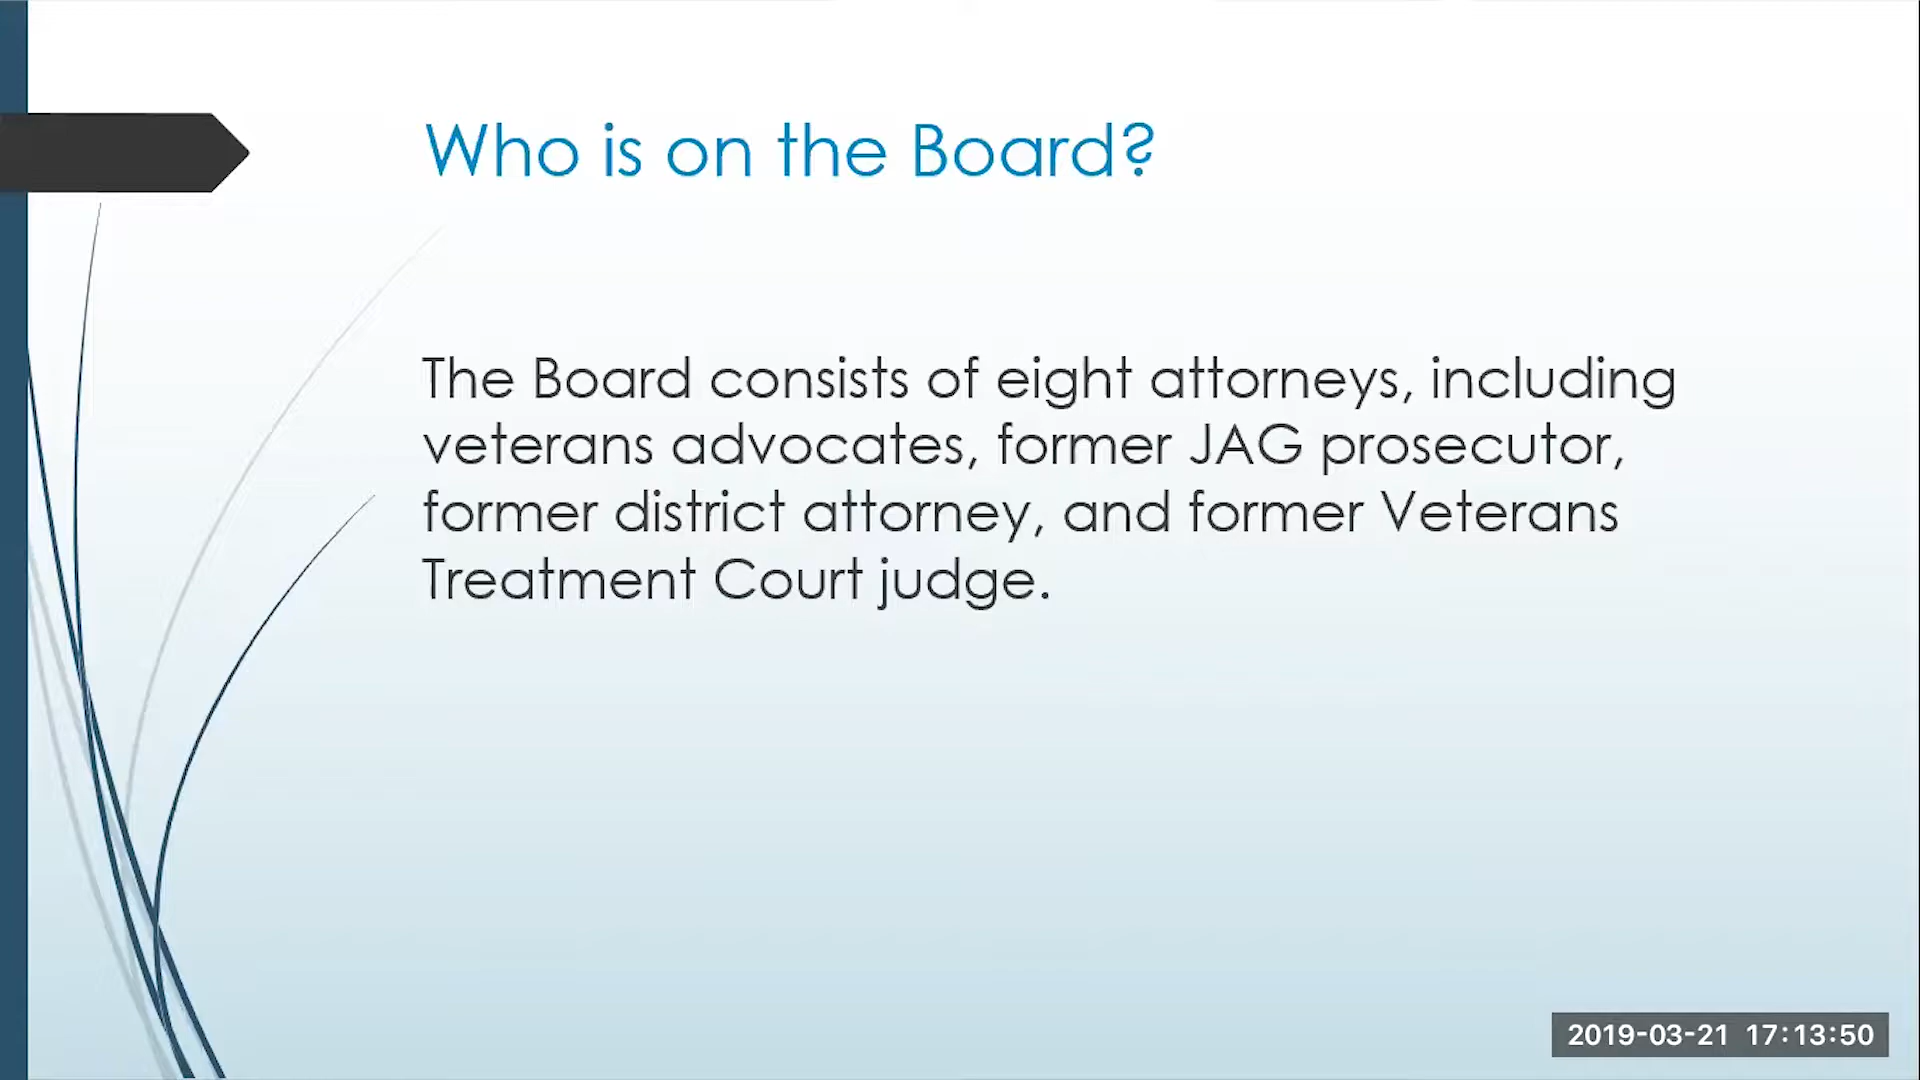 Who is on the Board?
The Board consists of eight attorneys, including
veterans advocates, former JAG prosecutor,
former district attorney, and former Veterans
Treatment Court judge.
2019-03-21 17:13:50